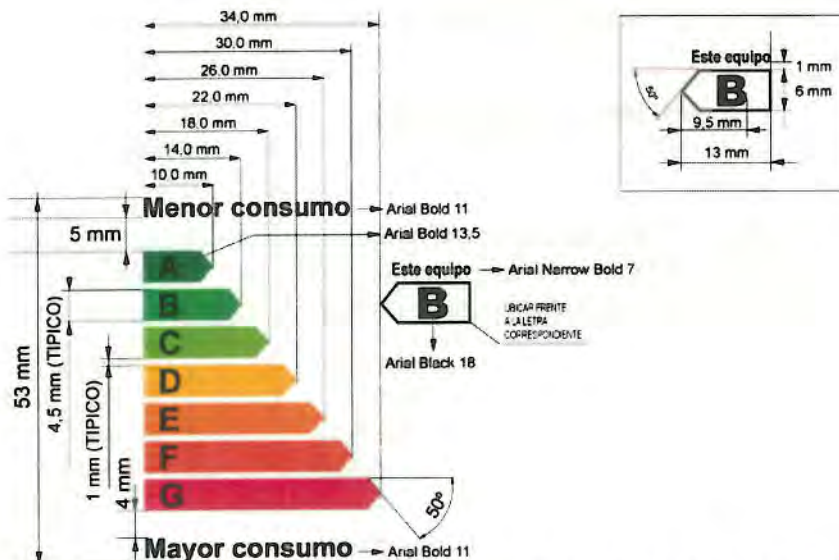 34,0 mm
30.0 mm
26.0 mm
22.0 mm
18.0 mm
14,0 mm
10.0 mm
Menor consumo
Arial Bold 11
5 mm
Arial Bold 13,5
A
B
C
D
E
F
G
53 mm
4,5 mm (TIPICO)
1 mm (TIPICO)
4 mm
50º
Mayor consumo
Arial Bold 11
Este equipo
Arial Narrow Bold 7
B
UBICAR FRENTE
A LA LETRA
CORRESPONDIENTE
Arial Black 18
Este equipo
B
1 mm
6 mm
50º
9,5 mm
13 mm